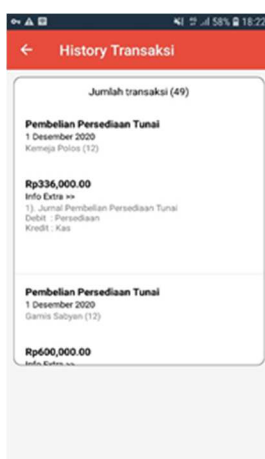 58% 18:22
History Transaksi
Jumlah transaksi (49)
Pembelian Persediaan Tunai
1 Desember 2020
Kemeja Polos (12)
Rp336,000.00
Info Extra >>
1). Jurnal Pembelian Persediaan Tunai
Debit : Persediaan
Kredit : Kas
Pembelian Persediaan Tunai
1 Desember 2020
Gamis Sabyan (12)
Rp600,000.00
Info Extra >>